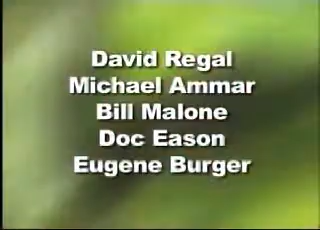 David Regal
Michael Ammar
Bill Malone
Doc Eason
Eugene Burger